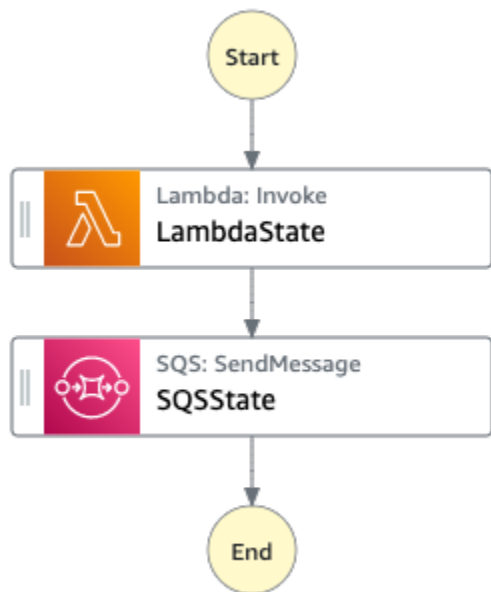 Start
Lambda: Invoke
LambdaState
SQS: SendMessage
SQSState
End